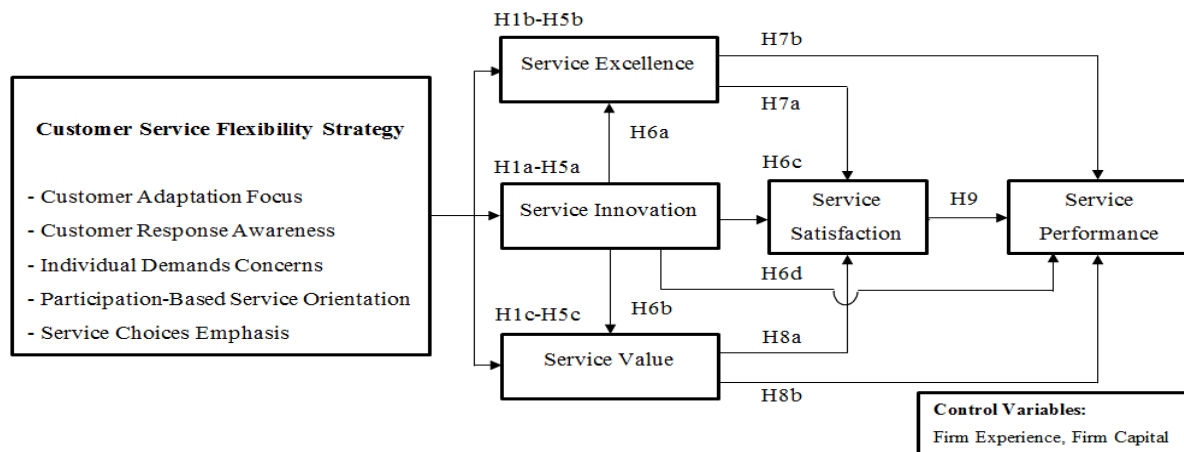 H1b-H5b
Service Excellence
H7b
H7a
H6a
Customer Service Flexibility Strategy
- Customer Adaptation Focus
- Customer Response Awareness
- Individual Demands Concerns
- Participation-Based Service Orientation
- Service Choices Emphasis
H1a-H5a
Service Innovation
H6c
Service
Satisfaction
H9
Service
Performance
H6d
H6b
H1c-H5c
Service Value
H8a
H8b
Control Variables:
Firm Experience, Firm Capital